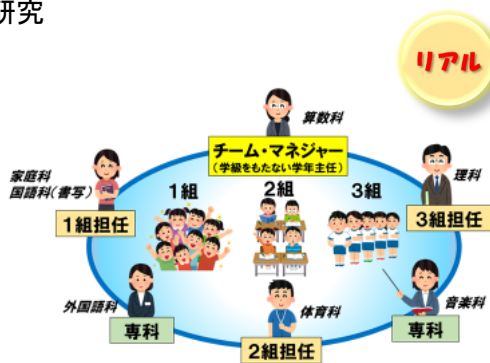 研究
リアル
算数科
チーム・マネジャー
(学級をもたない学年主任)
家庭科
国語科(書写)
1組担任
1組
2組
3組
理科
3組担任
外国語科
専科
体育科
2組担任
音楽科
専科